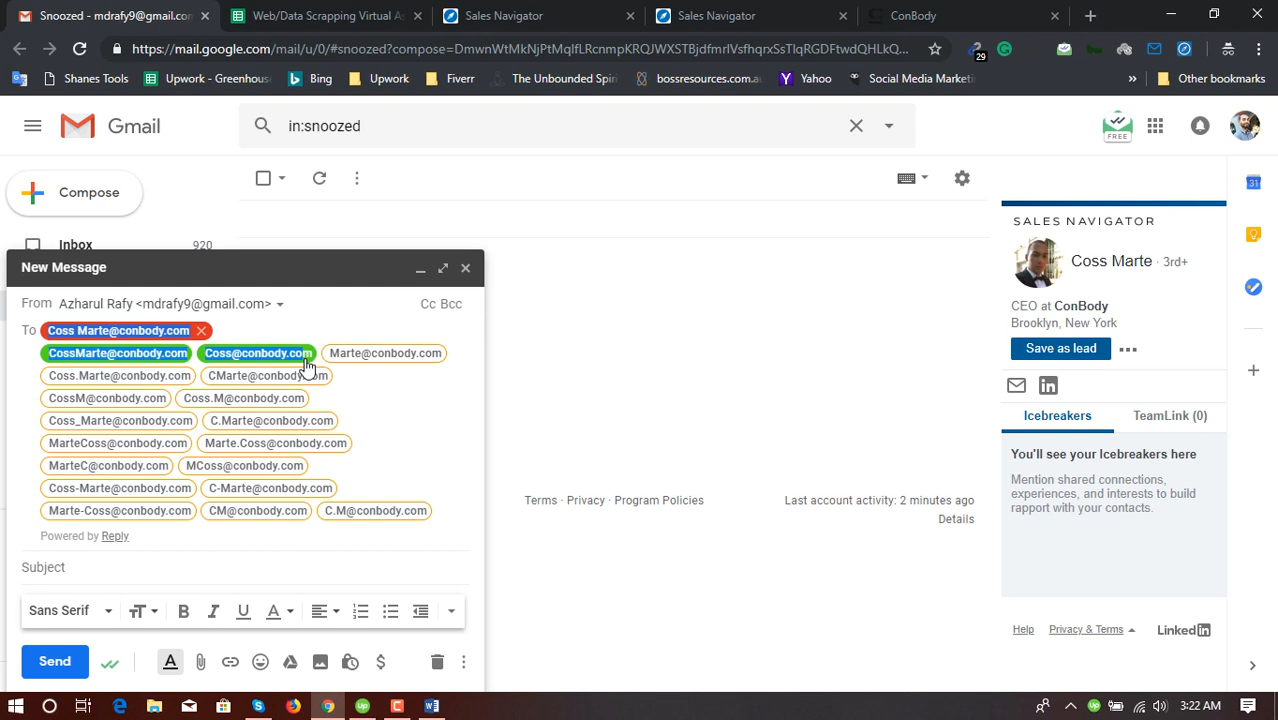 Snoozed - mdrafy9@gmail.com
Web/Data Scrapping Virtual As
Sales Navigator
Sales Navigator
ConBody
https://mail.google.com/mail/u/0/#snoozed?compose=
29
Shanes Tools
Upwork - Greenhous
Bing
Upwork
Fiverr
The Unbounded Spiri
bossresources.com.au
Yahoo
Social Media Marketi
»
Other bookmarks
Gmail
in:snoozed
FREE
Compose
Inbox 920
31
New Message
From Azharul Rafy <mdrafy9@gmail.com>
Cc Bcc
To Coss Marte@conbody.com
CossMarte@conbody.com Coss@conbody.com Marte@conbody.com
Coss.Marte@conbody.com CMarte@conbody.com
CossM@conbody.com Coss.M@conbody.com
Coss_Marte@conbody.com C.Marte@conbody.com
MarteCoss@conbody.com Marte.Coss@conbody.com
MarteC@conbody.com MCoss@conbody.com
Coss-Marte@conbody.com C-Marte@conbody.com
Marte-Coss@conbody.com CM@conbody.com C.M@conbody.com
Powered by Reply
Subject
Sans Serif
Send
Terms · Privacy · Program Policies
Last account activity: 2 minutes ago
Details
SALES NAVIGATOR
Coss Marte · 3rd+
CEO at ConBody
Brooklyn, New York
Save as lead
Icebreakers TeamLink (0)
You'll see your Icebreakers here
Mention shared connections,
experiences, and interests to build
rapport with your contacts.
Help Privacy & Terms LinkedIn
3:22 AM